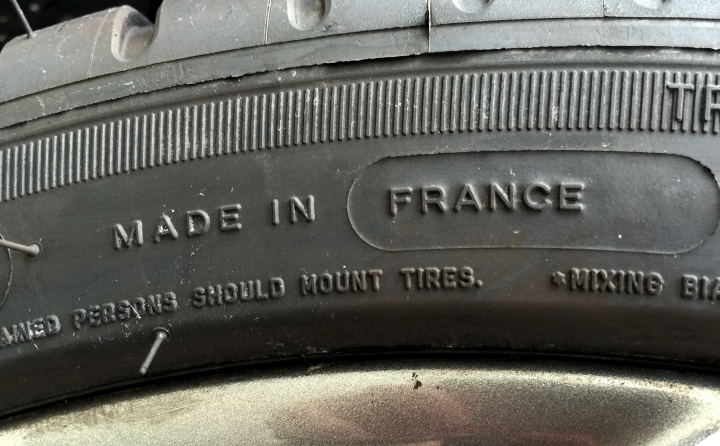 MADE IN FRANCE
PERSONS SHOULD MOUNT TIRES. *MIXING